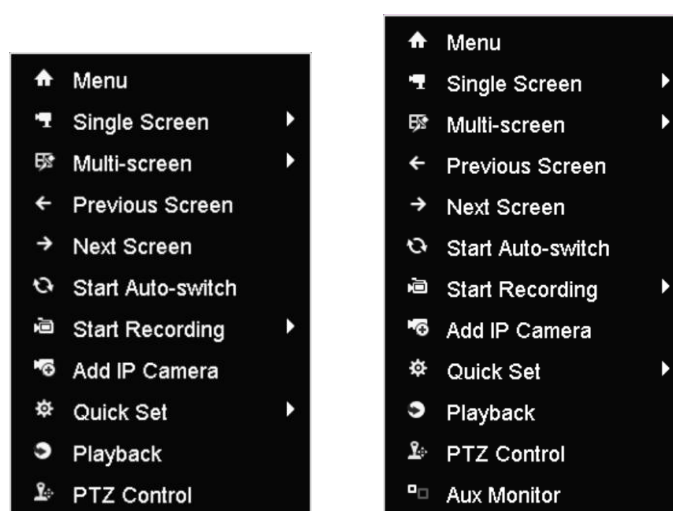 Menu
Single Screen
Multi-screen
Previous Screen
Next Screen
Start Auto-switch
Start Recording
Add IP Camera
Quick Set
Playback
PTZ Control
Menu
Single Screen
Multi-screen
Previous Screen
Next Screen
Start Auto-switch
Start Recording
Add IP Camera
Quick Set
Playback
PTZ Control
Aux Monitor